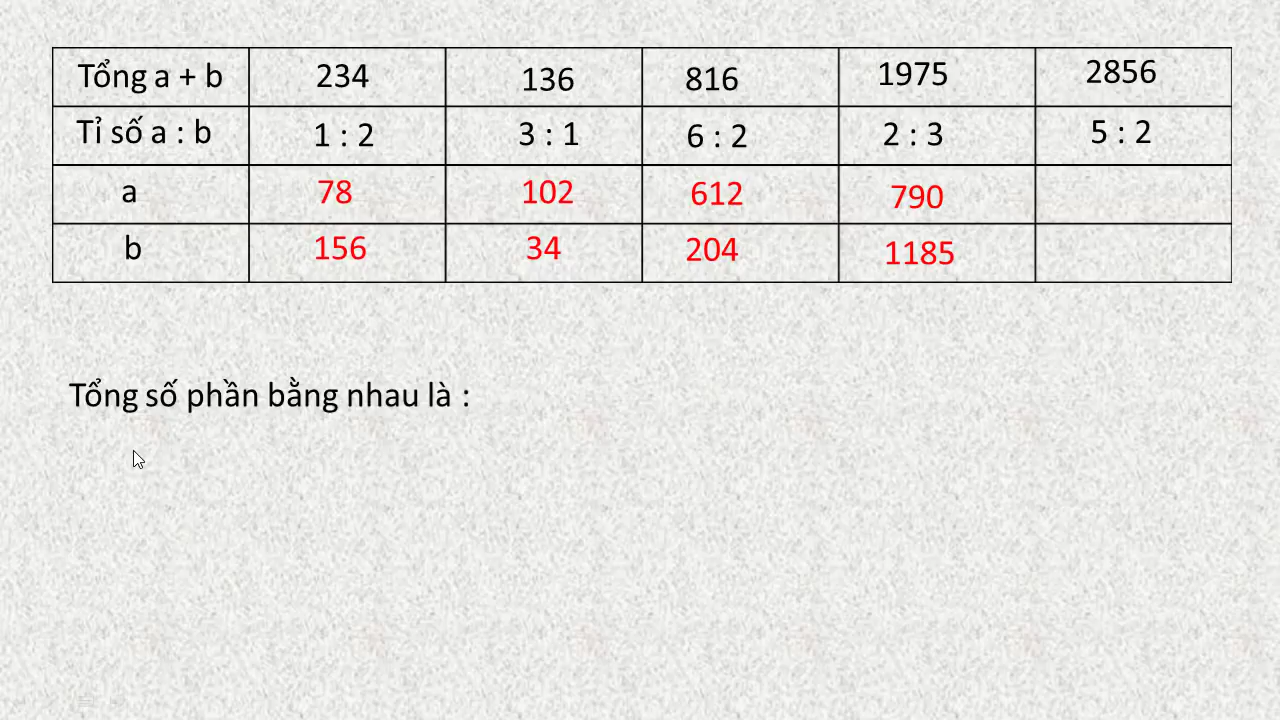 Tổng a + b 234 136 816 1975 2856
Tỉ số a : b 1 : 2 3 : 1 6 : 2 2 : 3 5 : 2
a 78 102 612 790
b 156 34 204 1185
Tổng số phần bằng nhau là :